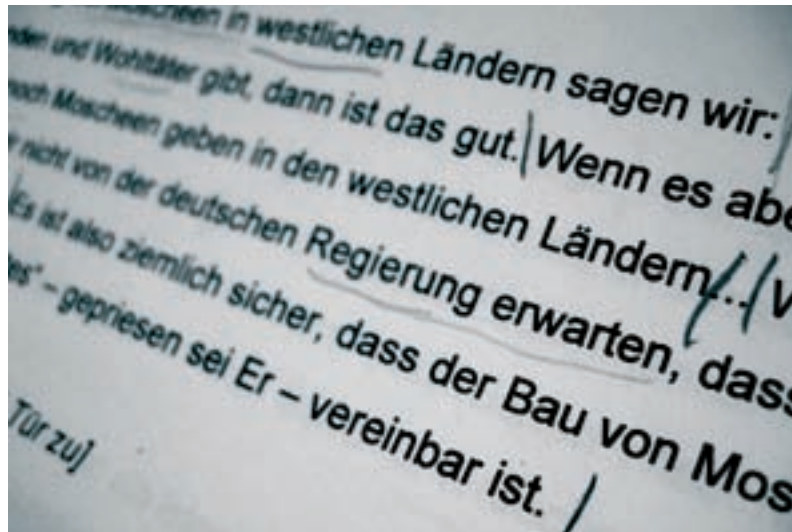 in westlichen Ländern sagen wir:
und Wohltäter gibt, dann ist das gut. Wenn es abe
noch Moscheen geben in den westlichen Ländern... W
nicht von der deutschen Regierung erwarten, dass
Es ist also ziemlich sicher, dass der Bau von Mos
– gepriesen sei Er – vereinbar ist.
Tür zu]